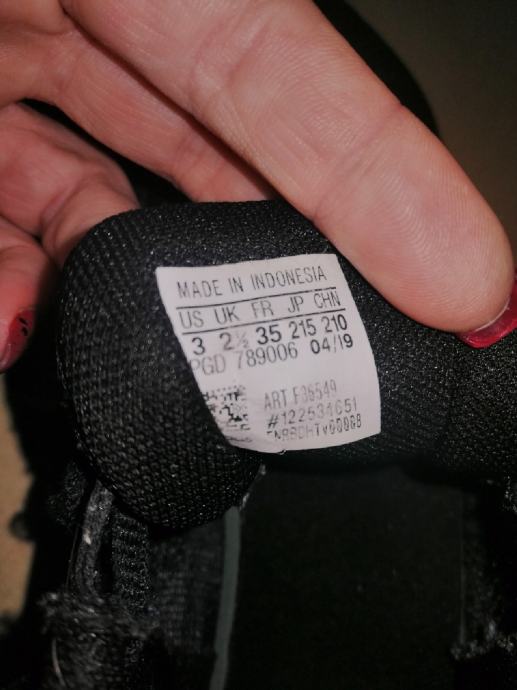 MADE IN INDONESIA
US UK FR JP CHN
3 2½ 35 215 210
PGD 789006 04/19
ART F36549
#122534651